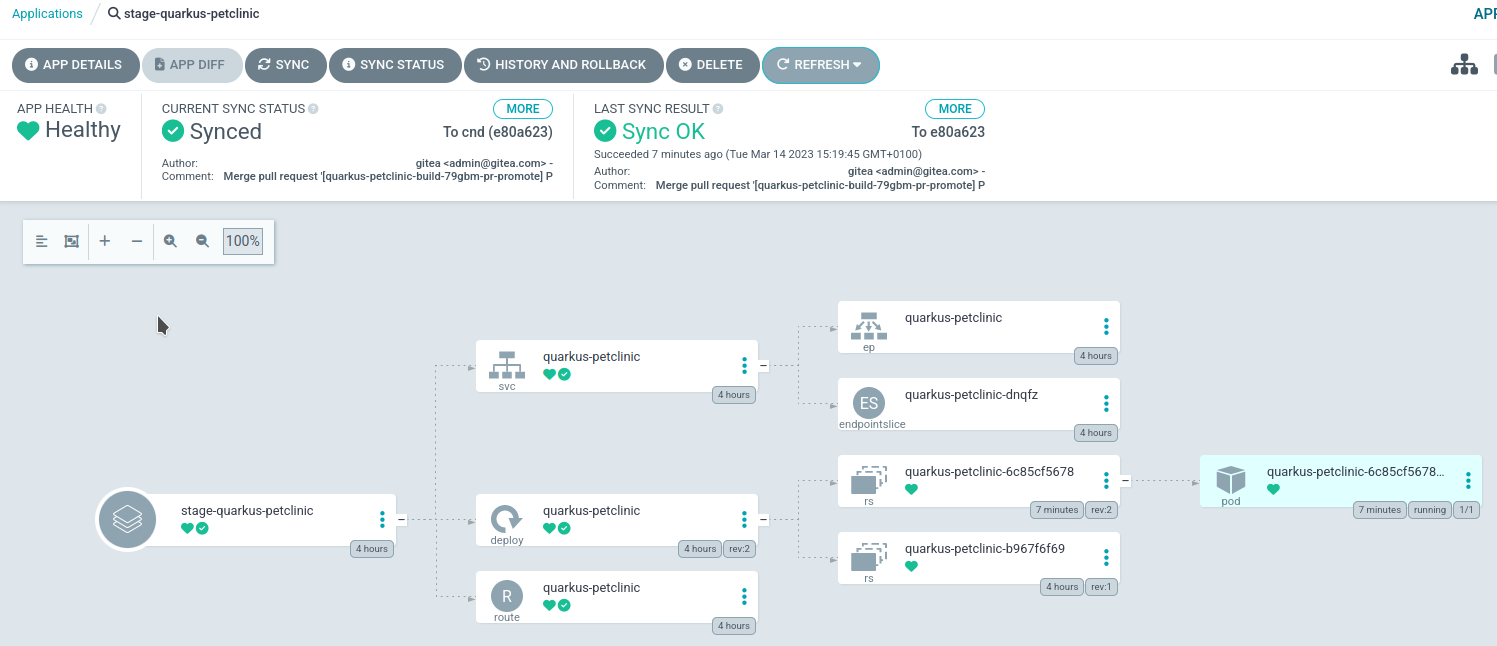 Applications / stage-quarkus-petclinic
APP DETAILS APP DIFF SYNC SYNC STATUS HISTORY AND ROLLBACK DELETE REFRESH
APP HEALTH
Healthy
CURRENT SYNC STATUS MORE
Synced To cnd (e80a623)
Author: gitea <admin@gitea.com> -
Comment: Merge pull request '[quarkus-petclinic-build-79gbm-pr-promote] P
LAST SYNC RESULT MORE
Sync OK To e80a623
Succeeded 7 minutes ago (Tue Mar 14 2023 15:19:45 GMT+0100)
Author: gitea <admin@gitea.com> -
Comment: Merge pull request '[quarkus-petclinic-build-79gbm-pr-promote] P
100%
stage-quarkus-petclinic
4 hours
quarkus-petclinic
svc
4 hours
quarkus-petclinic
deploy
4 hours rev:2
quarkus-petclinic
R
route
4 hours
quarkus-petclinic
ep
4 hours
quarkus-petclinic-dnqfz
ES
endpointslice
4 hours
quarkus-petclinic-6c85cf5678
rs
7 minutes rev:2
quarkus-petclinic-b967f6f69
rs
4 hours rev:1
quarkus-petclinic-6c85cf5678...
pod
7 minutes running 1/1